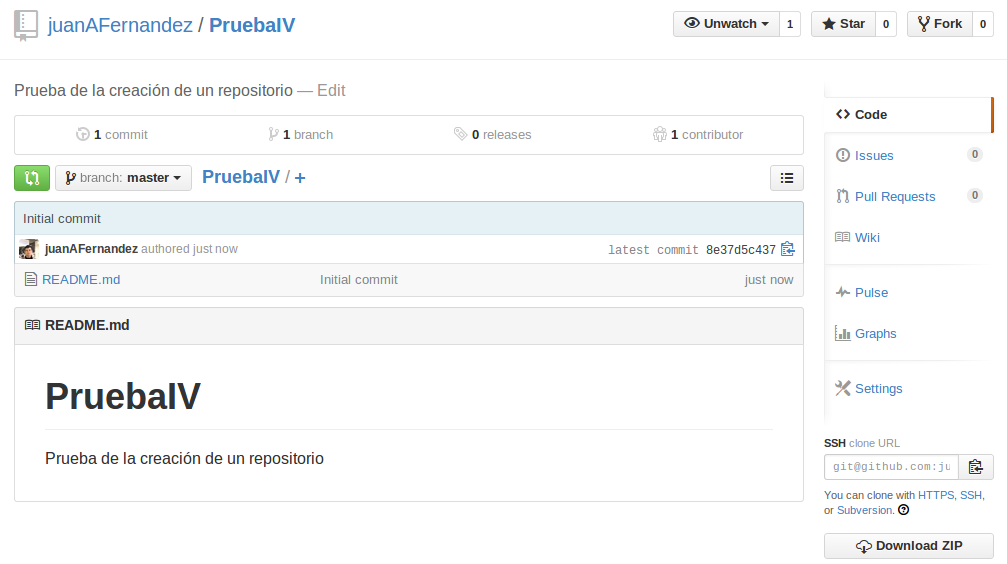 juanAFernandez / PruebaIV
Unwatch 1
Star 0
Fork 0
Prueba de la creación de un repositorio — Edit
1 commit
1 branch
0 releases
1 contributor
branch: master
PruebaIV / +
Initial commit
juanAFernandez authored just now
latest commit 8e37d5c437
README.md Initial commit just now
README.md
PruebaIV
Prueba de la creación de un repositorio
Code
Issues 0
Pull Requests 0
Wiki
Pulse
Graphs
Settings
SSH clone URL
git@github.com:ju
You can clone with HTTPS, SSH,
or Subversion.
Download ZIP